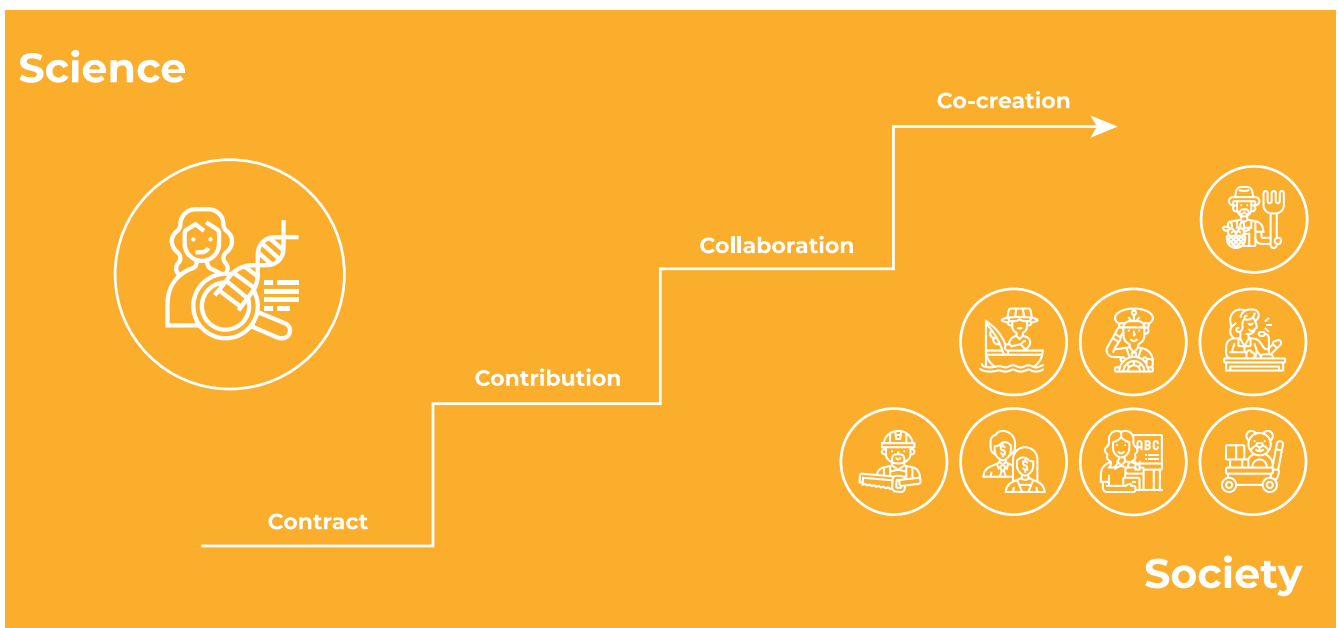 Science
Co-creation
Collaboration
Contribution
Contract
ABC
$
$
Society